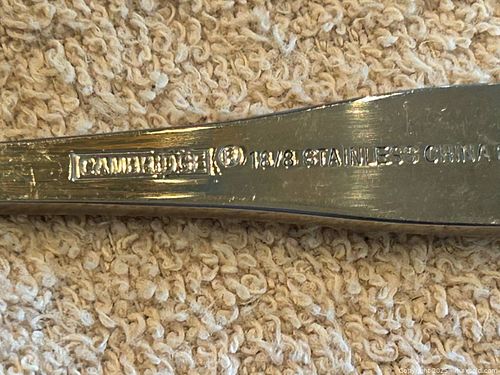 CAMBRIDGE ® 18/8 STAINLESS CHINA